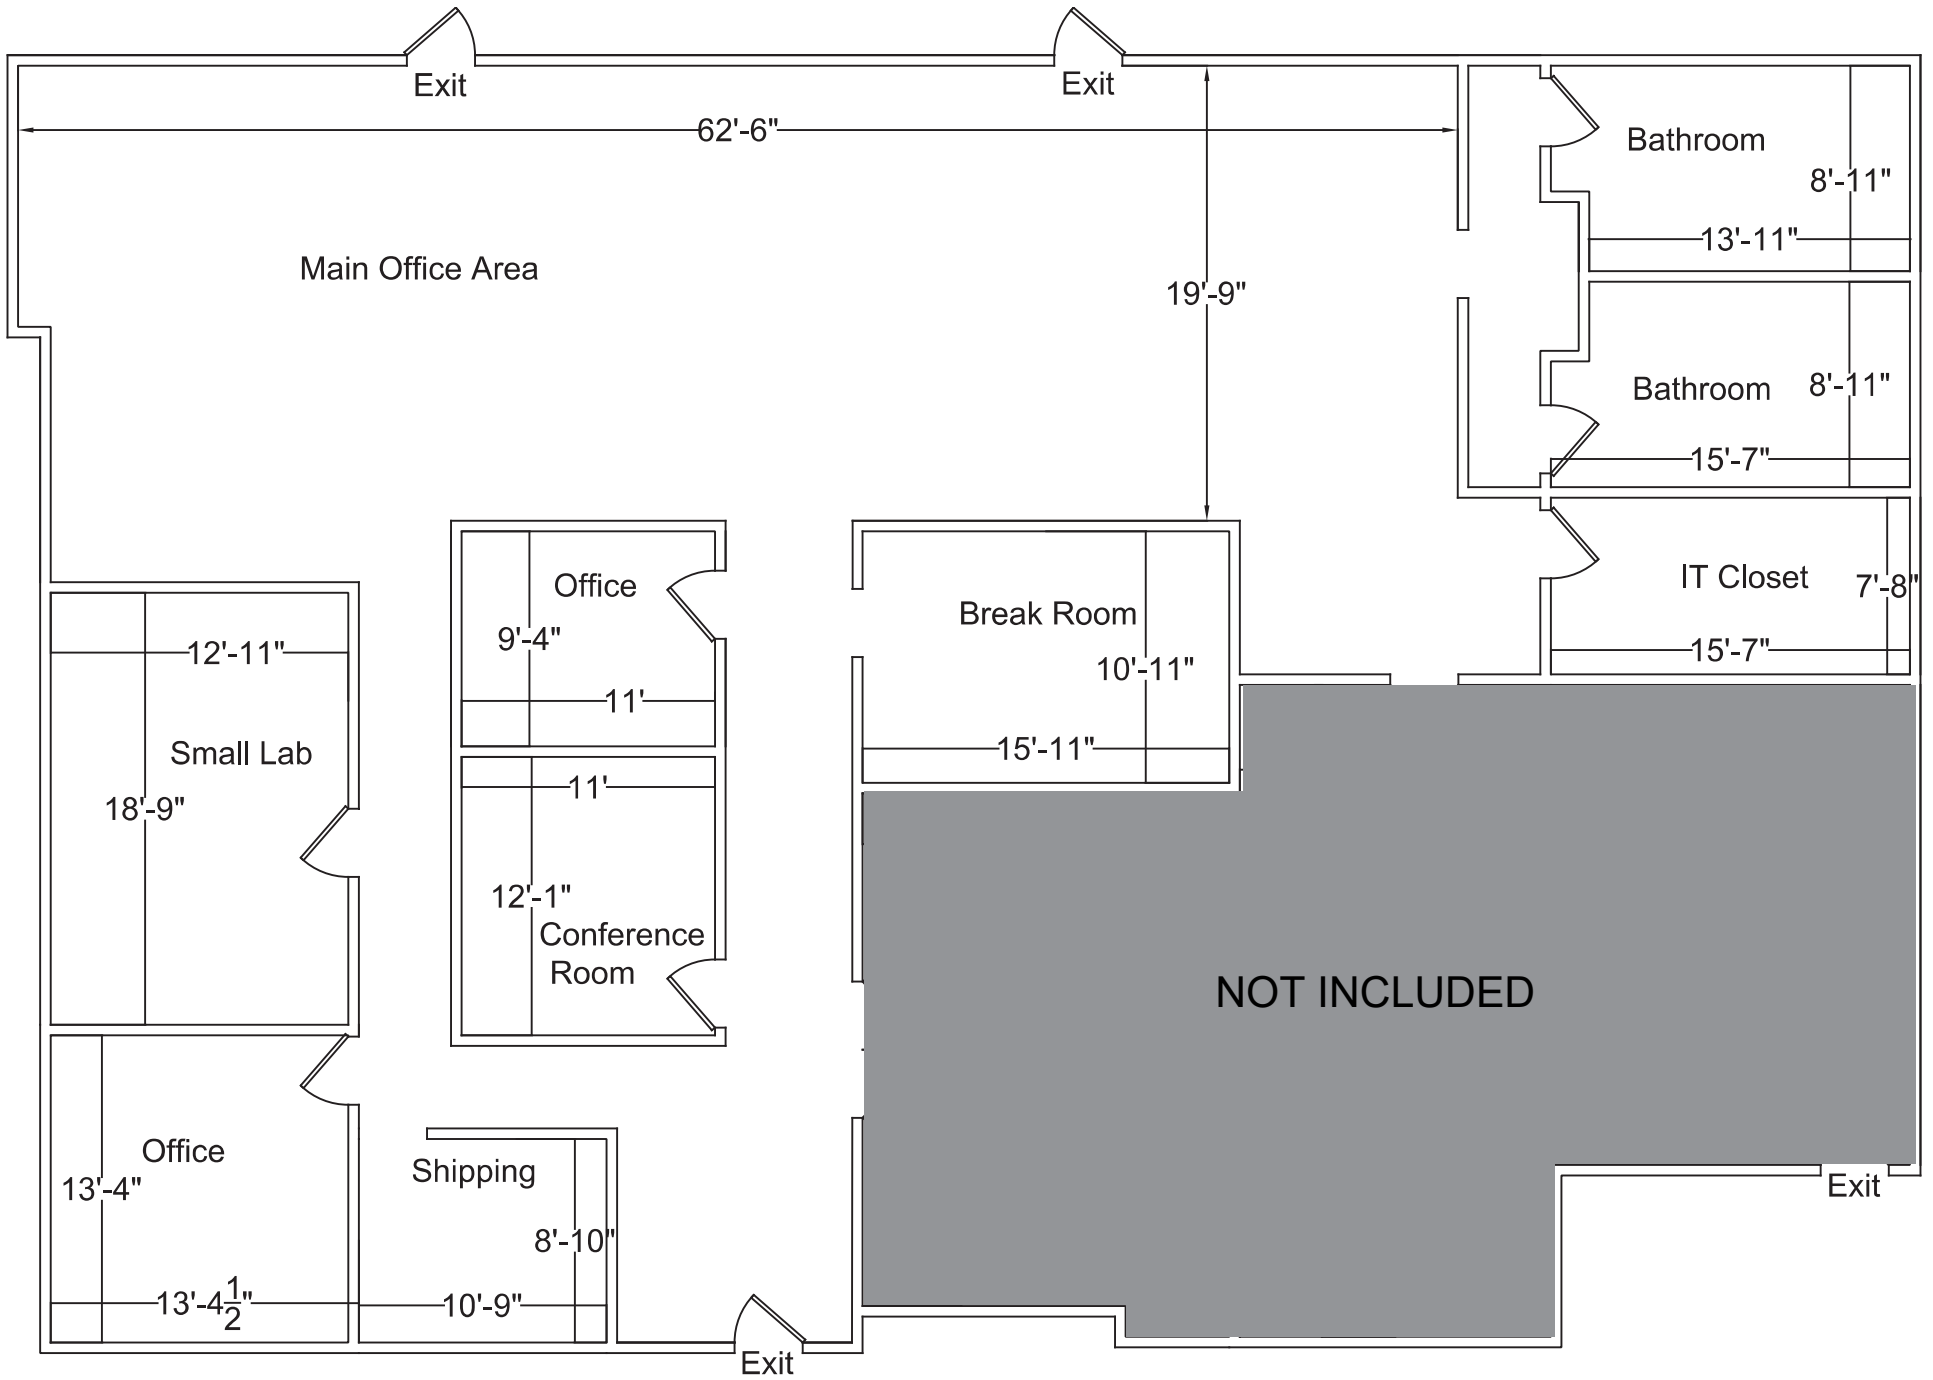 Exit
Exit
62'-6"
Bathroom
8'-11"
13'-11"
Main Office Area
19'-9"
Bathroom
8'-11"
15'-7"
Office
9'-4"
11'
Break Room
10'-11"
15'-11"
IT Closet
7'-8"
15'-7"
12'-11"
Small Lab
18'-9"
11'
12'-1"
Conference
Room
NOT INCLUDED
Office
13'-4"
13'-4 1/2"
Shipping
8'-10"
10'-9"
Exit
Exit